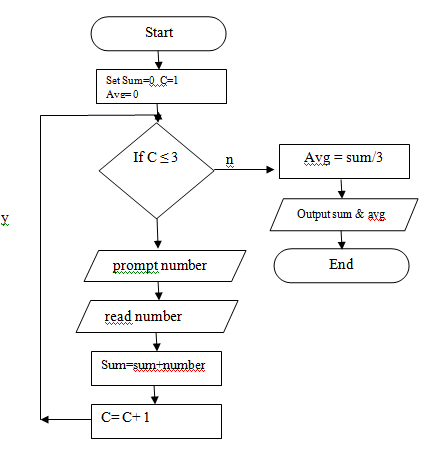 Start
Set Sum=0 C=1
Avg= 0
If C ≤ 3
n
Avg = sum/3
Output sum & avg
End
y
prompt number
read number
Sum=sum+number
C= C+ 1